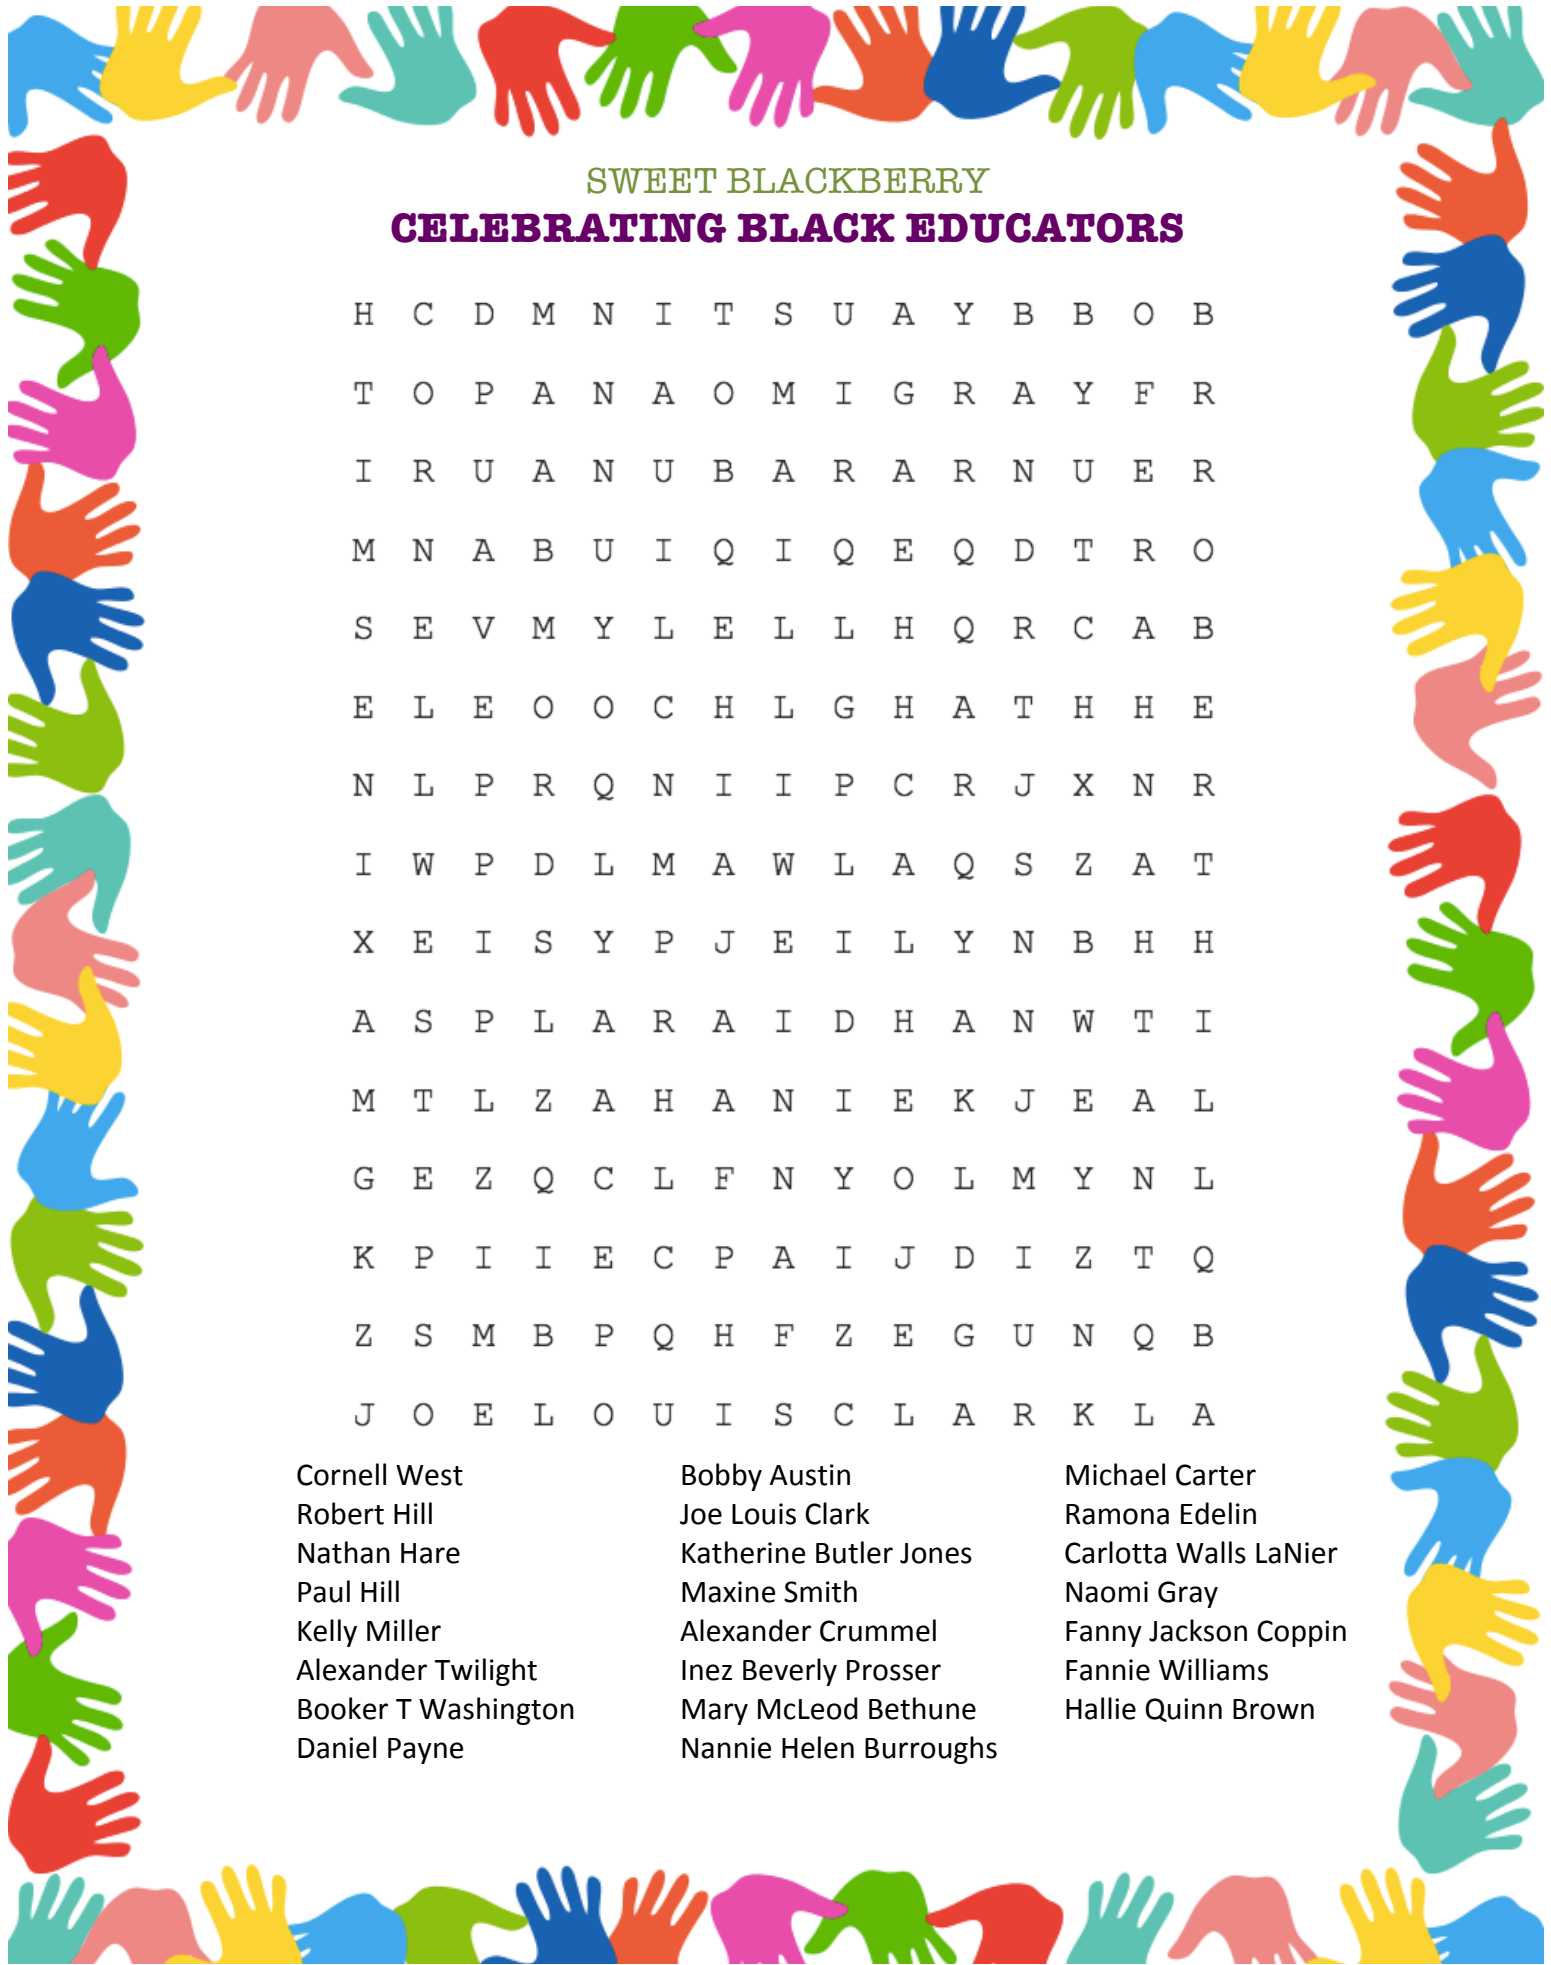 SWEET BLACKBERRY
CELEBRATING BLACK EDUCATORS
H C D M N I T S U A Y B B O B
T O P A N A O M I G R A Y F R
I R U A N U B A R A R N U E R
M N A B U I Q I Q E Q D T R O
S E V M Y L E L L H Q R C A B
E L E O O C H L G H A T H H E
N L P R Q N I I P C R J X N R
I W P D L M A W L A Q S Z A T
X E I S Y P J E I L Y N B H H
A S P L A R A I D H A N W T I
M T L Z A H A N I E K J E A L
G E Z Q C L F N Y O L M Y N L
K P I I E C P A I J D I Z T Q
Z S M B P Q H F Z E G U N Q B
J O E L O U I S C L A R K L A
Cornell West Bobby Austin Michael Carter
Robert Hill Joe Louis Clark Ramona Edelin
Nathan Hare Katherine Butler Jones Carlotta Walls LaNier
Paul Hill Maxine Smith Naomi Gray
Kelly Miller Alexander Crummel Fanny Jackson Coppin
Alexander Twilight Inez Beverly Prosser Fannie Williams
Booker T Washington Mary McLeod Bethune Hallie Quinn Brown
Daniel Payne Nannie Helen Burroughs